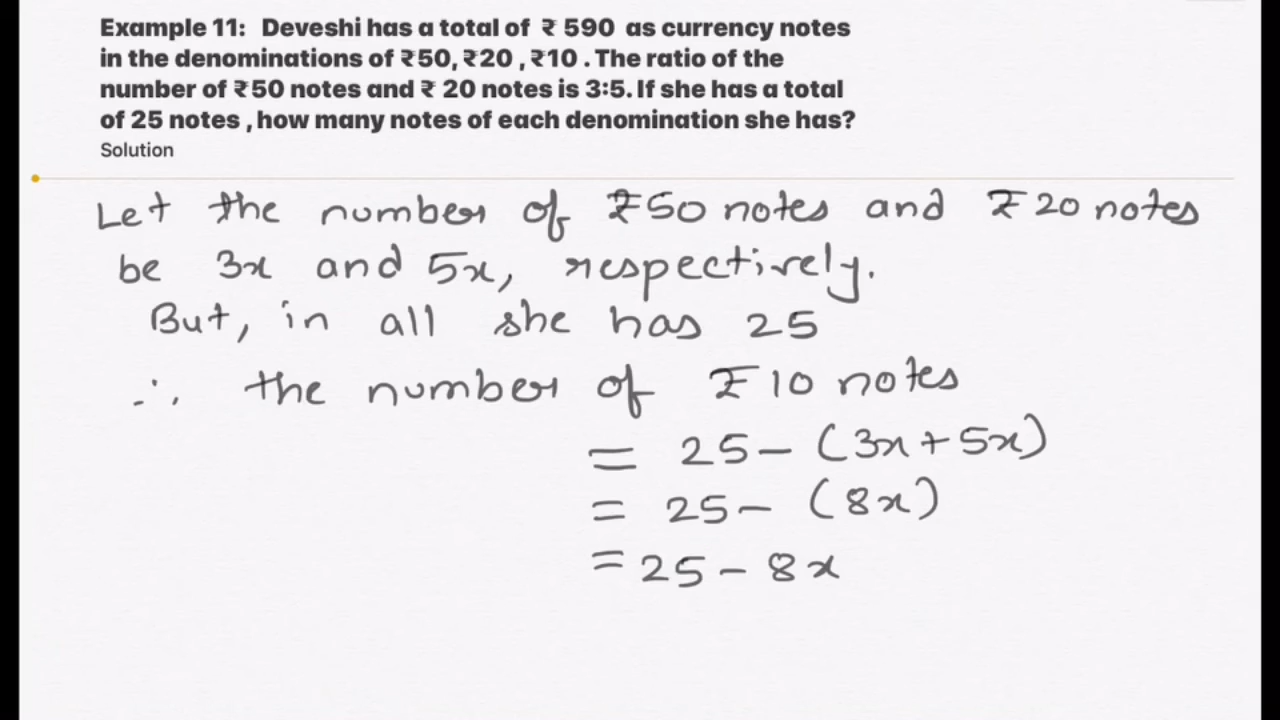 Example 11: Deveshi has a total of ₹ 590 as currency notes
in the denominations of ₹50, ₹20 , ₹10 . The ratio of the
number of ₹50 notes and ₹ 20 notes is 3:5. If she has a total
of 25 notes , how many notes of each denomination she has?
Solution
Let the number of ₹50 notes and ₹20 notes
be 3x and 5x, respectively.
But, in all she has 25
∴ the number of ₹10 notes
= 25 - (3x + 5x)
= 25 - (8x)
= 25 - 8x